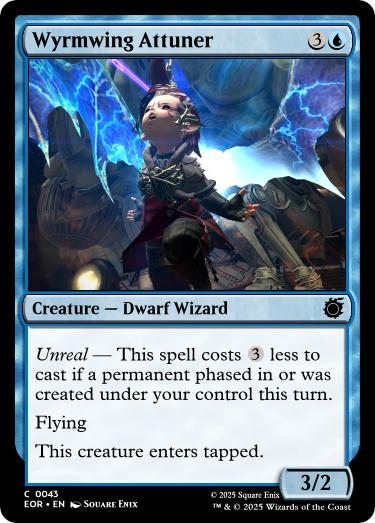 Wyrmwing Attuner 3
Creature — Dwarf Wizard
Unreal — This spell costs 3 less to
cast if a permanent phased in or was
created under your control this turn.
Flying
This creature enters tapped.
3/2
C 0043
EOR • EN SQUARE ENIX
© 2025 Square Enix
™ & © 2025 Wizards of the Coast